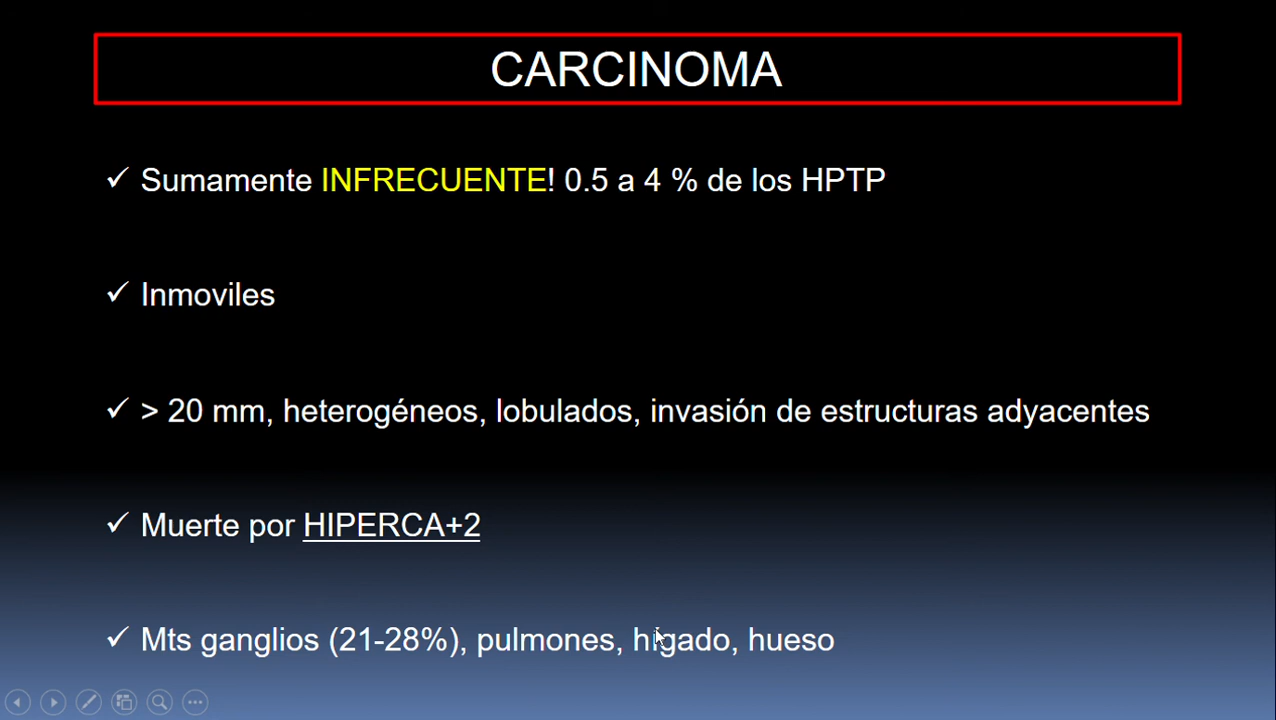 CARCINOMA
✓ Sumamente INFRECUENTE! 0.5 a 4 % de los HPTP
✓ Inmoviles
✓ > 20 mm, heterogéneos, lobulados, invasión de estructuras adyacentes
✓ Muerte por HIPERCA+2
✓ Mts ganglios (21-28%), pulmones, hígado, hueso